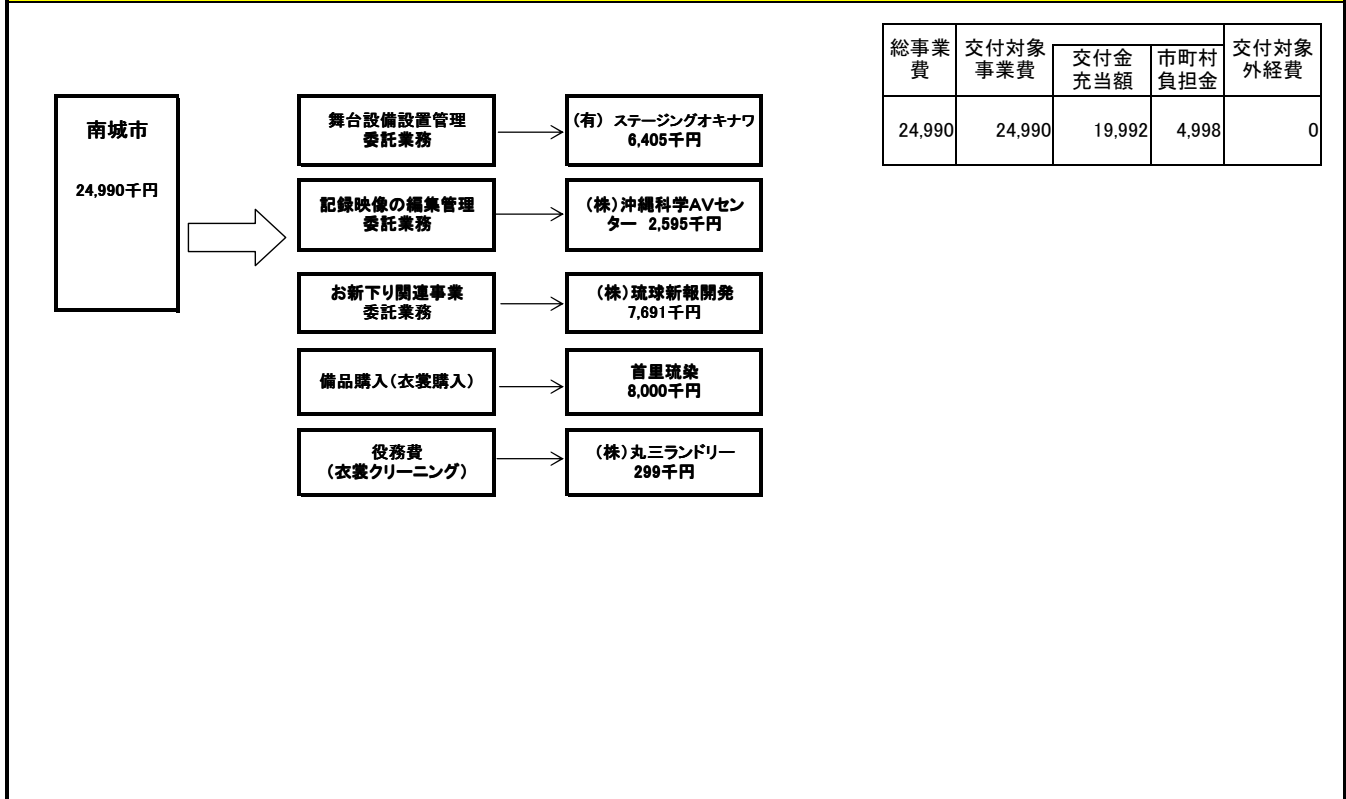 南城市
24,990千円
舞台設備設置管理
委託業務
(有) ステージングオキナワ
6,405千円
記録映像の編集管理
委託業務
(株)沖縄科学AVセン
ター 2,595千円
お新下り関連事業
委託業務
(株)琉球新報開発
7,691千円
備品購入(衣裳購入)
首里琉染
8,000千円
役務費
(衣裳クリーニング)
(株)丸三ランドリー
299千円
総事業
費
交付対象
事業費
交付金
充当額
市町村
負担金
交付対象
外経費
24,990 24,990 19,992 4,998 0